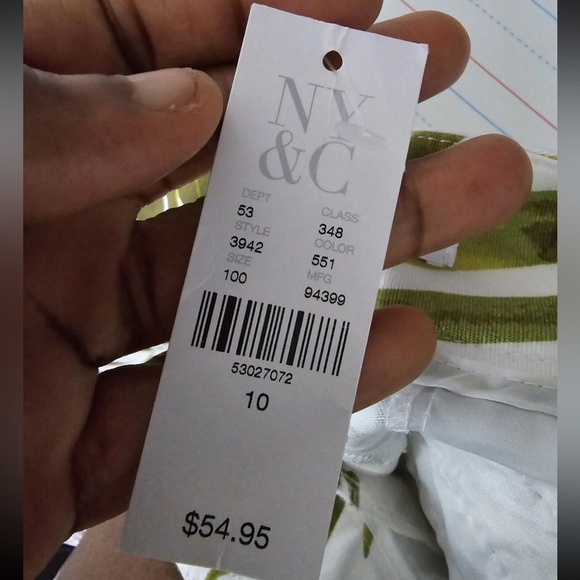 NY
&C
DEPT CLASS
53 348
STYLE COLOR
3942 551
SIZE MFG
100 94399
53027072
10
$54.95